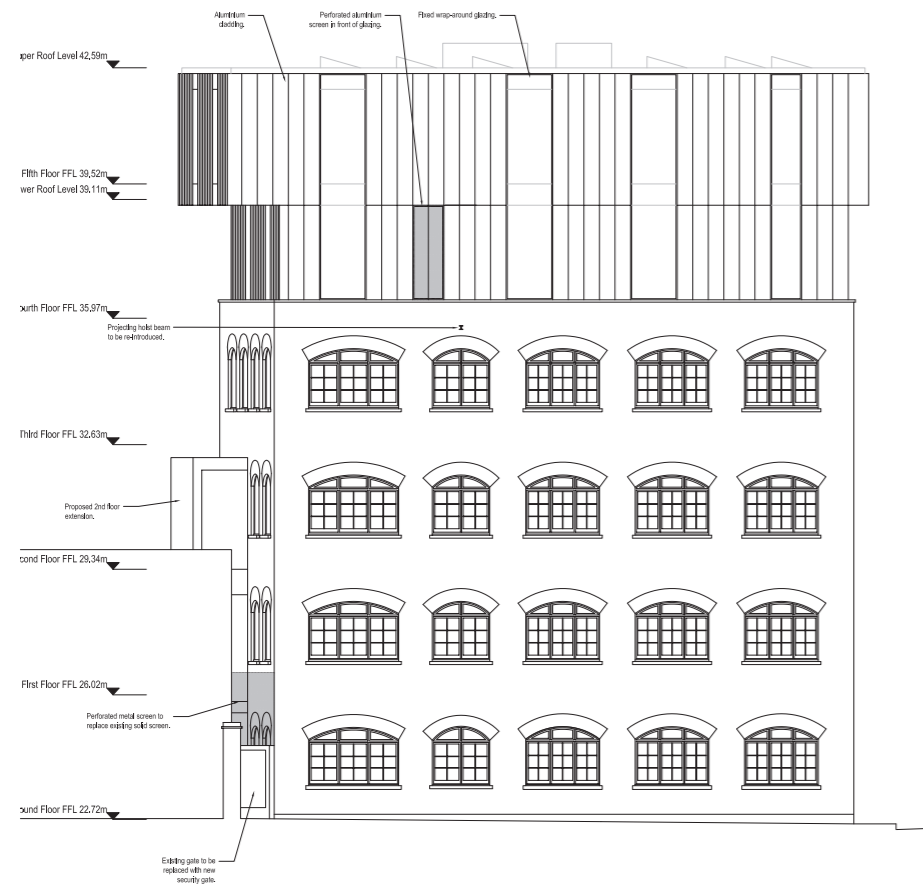 Aluminium
cladding.
Perforated aluminium
screen in front of glazing.
Fixed wrap-around glazing.
per Roof Level 42.59m
Fifth Floor FFL 39.52m
wer Roof Level 39.11m
urth Floor FFL 35.97m
Projecting hoist beam
to be re-introduced.
Third Floor FFL 32.63m
Proposed 2nd floor
extension.
cond Floor FFL 29.34m
First Floor FFL 26.02m
Perforated metal screen to
replace existing solid screen.
und Floor FFL 22.72m
Existing gate to be
replaced with new
security gate.